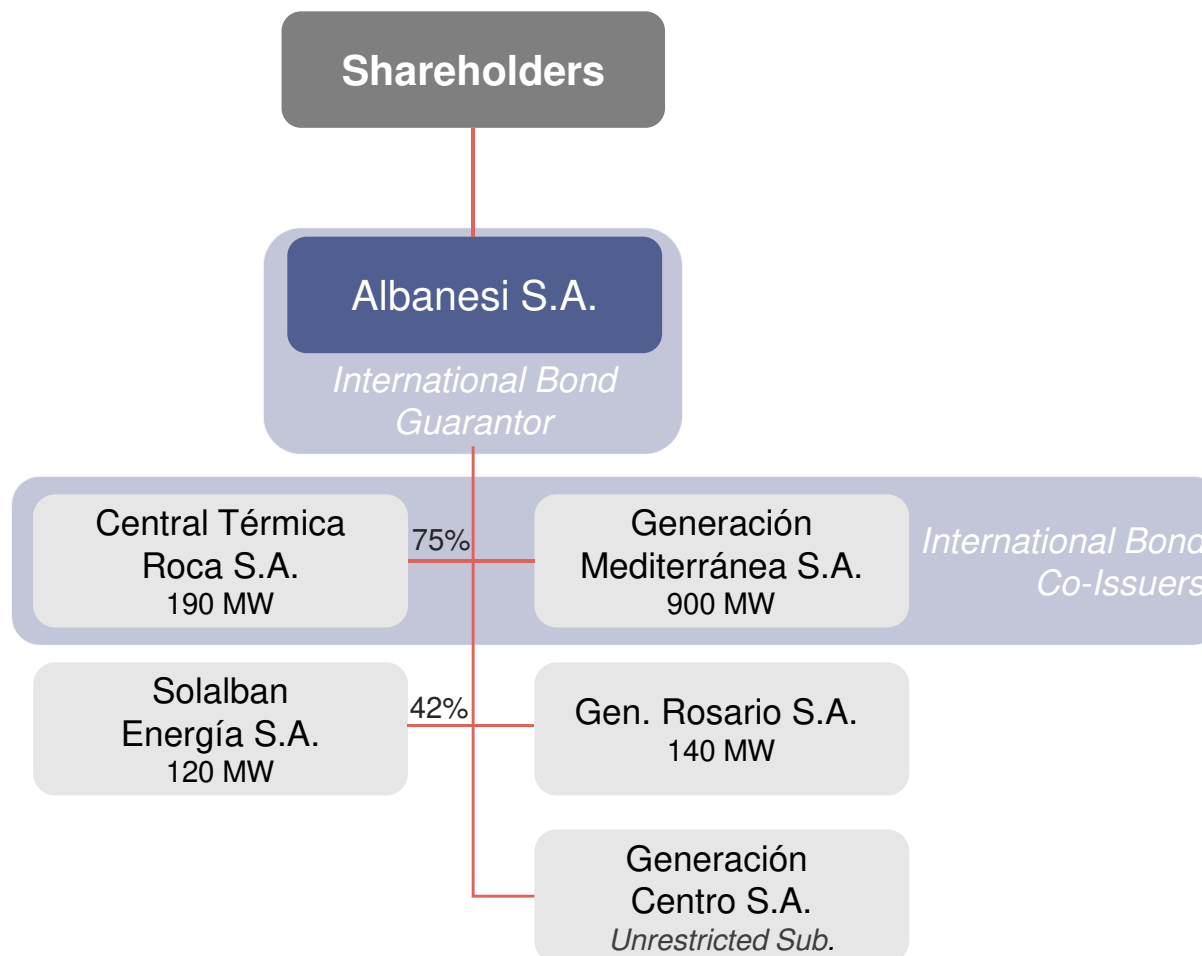 Shareholders
Albanesi S.A.
International Bond
Guarantor
Central Térmica
Roca S.A.
190 MW
75%
Generación
Mediterránea S.A.
900 MW
International Bond
Co-Issuers
Solalban
Energía S.A.
120 MW
42%
Gen. Rosario S.A.
140 MW
Generación
Centro S.A.
Unrestricted Sub.